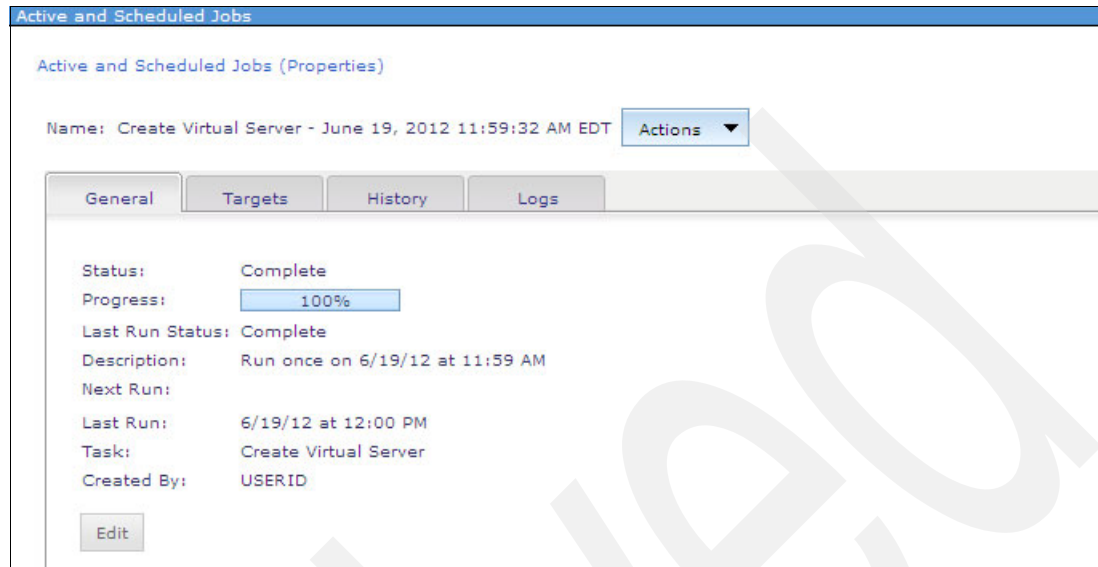 Active and Scheduled Jobs
Active and Scheduled Jobs (Properties)
Name: Create Virtual Server - June 19, 2012 11:59:32 AM EDT Actions
General Targets History Logs
Status: Complete
Progress: 100%
Last Run Status: Complete
Description: Run once on 6/19/12 at 11:59 AM
Next Run:
Last Run: 6/19/12 at 12:00 PM
Task: Create Virtual Server
Created By: USERID
Edit